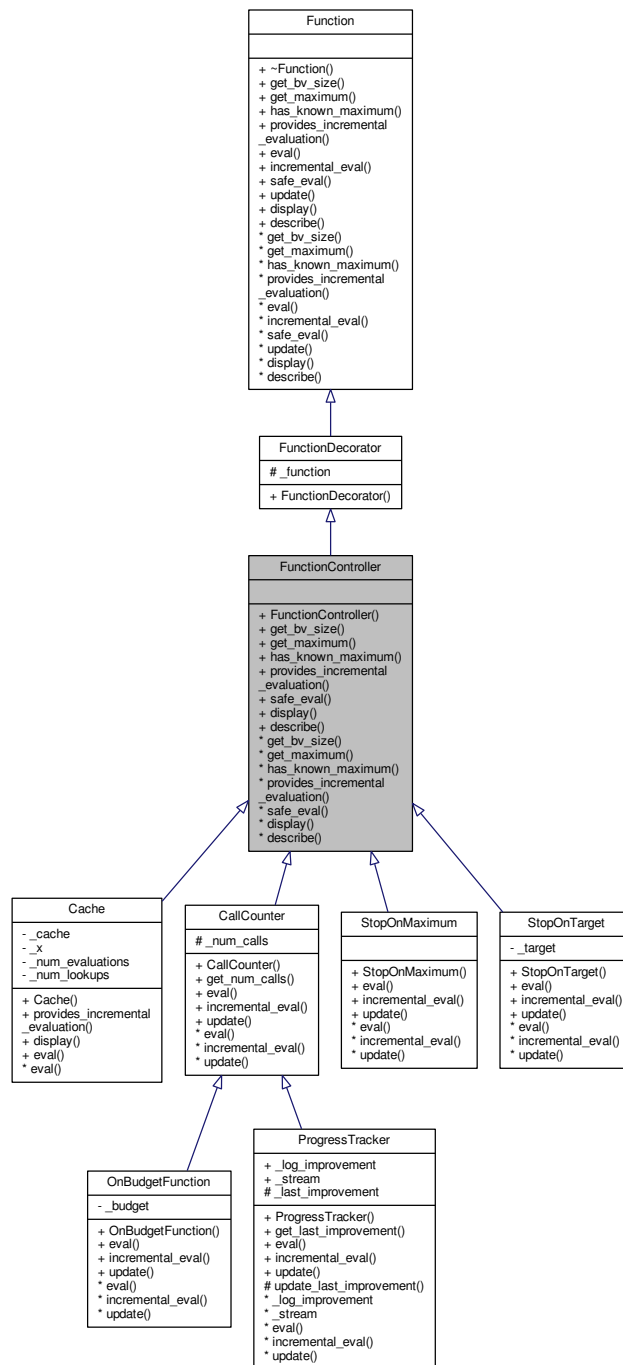 Function
+ ~Function()
+ get_bv_size()
+ get_maximum()
+ has_known_maximum()
+ provides_incremental
_evaluation()
+ eval()
+ incremental_eval()
+ safe_eval()
+ update()
+ display()
+ describe()
* get_bv_size()
* get_maximum()
* has_known_maximum()
* provides_incremental
_evaluation()
* eval()
* incremental_eval()
* safe_eval()
* update()
* display()
* describe()
FunctionDecorator
# _function
+ FunctionDecorator()
FunctionController
+ FunctionController()
+ get_bv_size()
+ get_maximum()
+ has_known_maximum()
+ provides_incremental
_evaluation()
+ safe_eval()
+ display()
+ describe()
* get_bv_size()
* get_maximum()
* has_known_maximum()
* provides_incremental
_evaluation()
* safe_eval()
* display()
* describe()
Cache
- _cache
- _x
- _num_evaluations
- _num_lookups
+ Cache()
+ provides_incremental
_evaluation()
+ display()
+ eval()
* eval()
CallCounter
# _num_calls
+ CallCounter()
+ get_num_calls()
+ eval()
+ incremental_eval()
+ update()
* eval()
* incremental_eval()
* update()
StopOnMaximum
+ StopOnMaximum()
+ eval()
+ incremental_eval()
+ update()
* eval()
* incremental_eval()
* update()
StopOnTarget
- _target
+ StopOnTarget()
+ eval()
+ incremental_eval()
+ update()
* eval()
* incremental_eval()
* update()
OnBudgetFunction
- _budget
+ OnBudgetFunction()
+ eval()
+ incremental_eval()
+ update()
* eval()
* incremental_eval()
* update()
ProgressTracker
+ _log_improvement
+ _stream
# _last_improvement
+ ProgressTracker()
+ get_last_improvement()
+ eval()
+ incremental_eval()
+ update()
# update_last_improvement()
* _log_improvement
* _stream
* eval()
* incremental_eval()
* update()